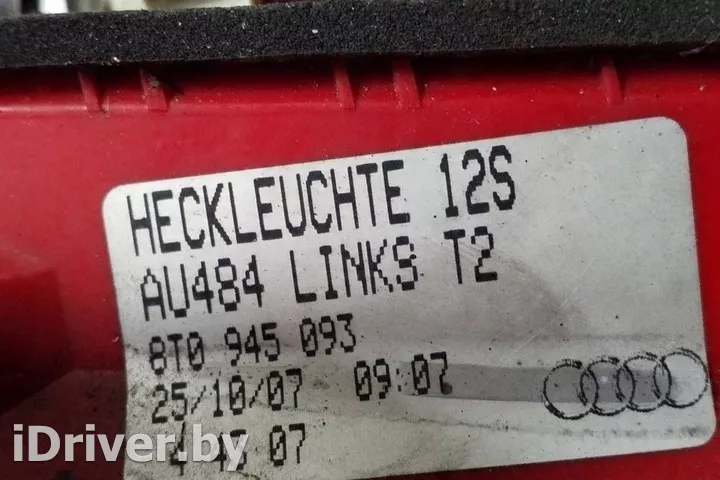 HECKLEUCHTE 12S
AU484 LINKS T2
8T0 945 093
25/10/07 09:07
07
iDriver.by